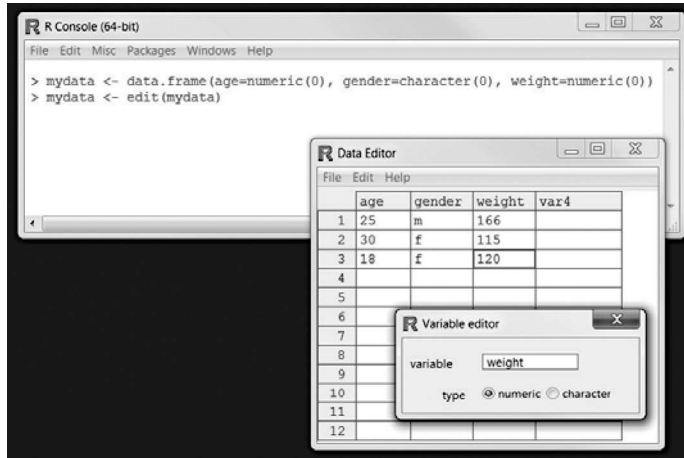 R R Console (64-bit)
File Edit Misc Packages Windows Help
> mydata <- data.frame(age=numeric(0), gender=character(0), weight=numeric(0))
> mydata <- edit(mydata)
R Data Editor
File Edit Help
age gender weight var4
1 25 m 166
2 30 f 115
3 18 f 120
4
5
6
7
8
9
10
11
12
R Variable editor
variable weight
type numeric character